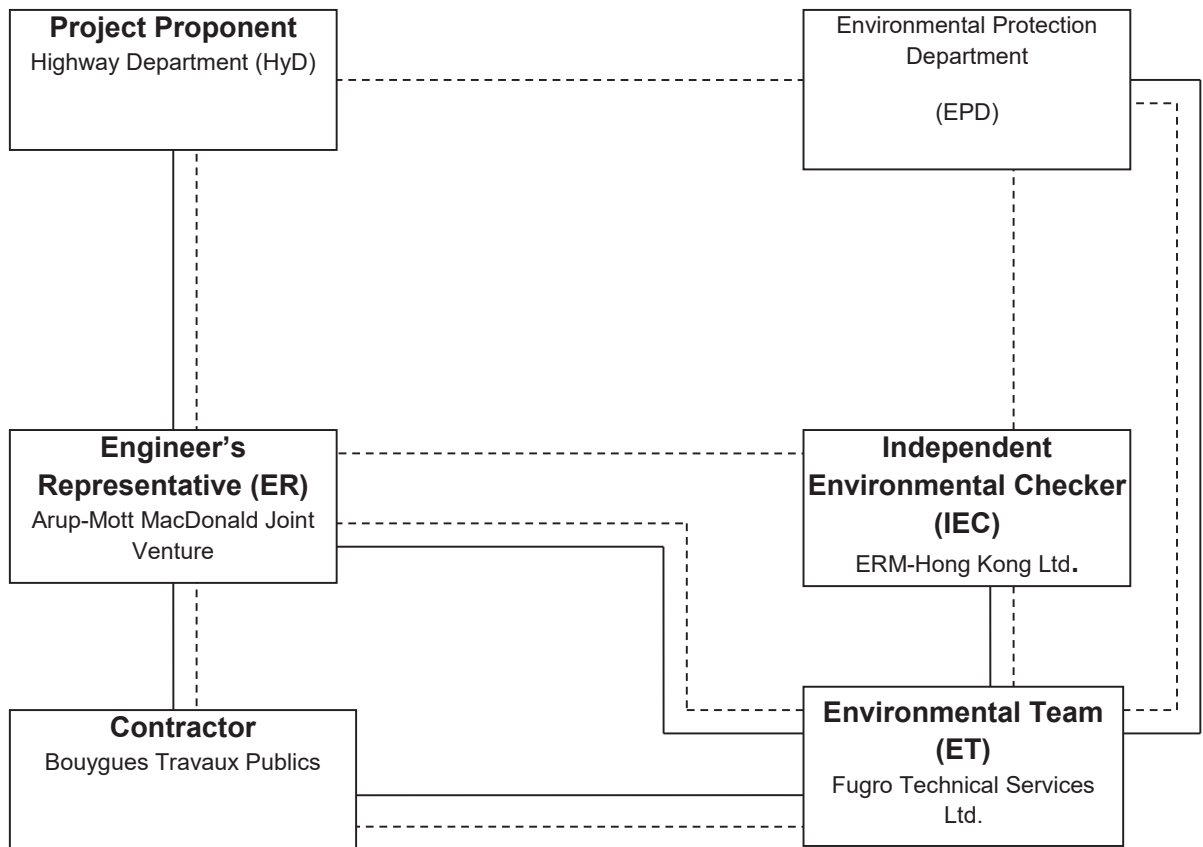 Project Proponent
Highway Department (HyD)
Environmental Protection
Department
(EPD)
Engineer’s
Representative (ER)
Arup-Mott MacDonald Joint
Venture
Independent
Environmental Checker
(IEC)
ERM-Hong Kong Ltd.
Contractor
Bouygues Travaux Publics
Environmental Team
(ET)
Fugro Technical Services
Ltd.